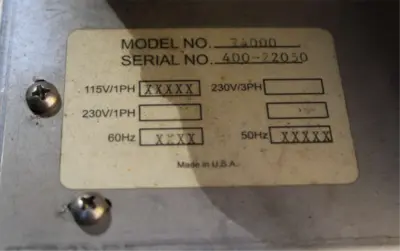 MODEL NO.
SERIAL NO. 400-22050
115V/1PH XXXXX 230V/3PH
230V/1PH
60Hz XXXX 50Hz XXXXX
Made in U.S.A.